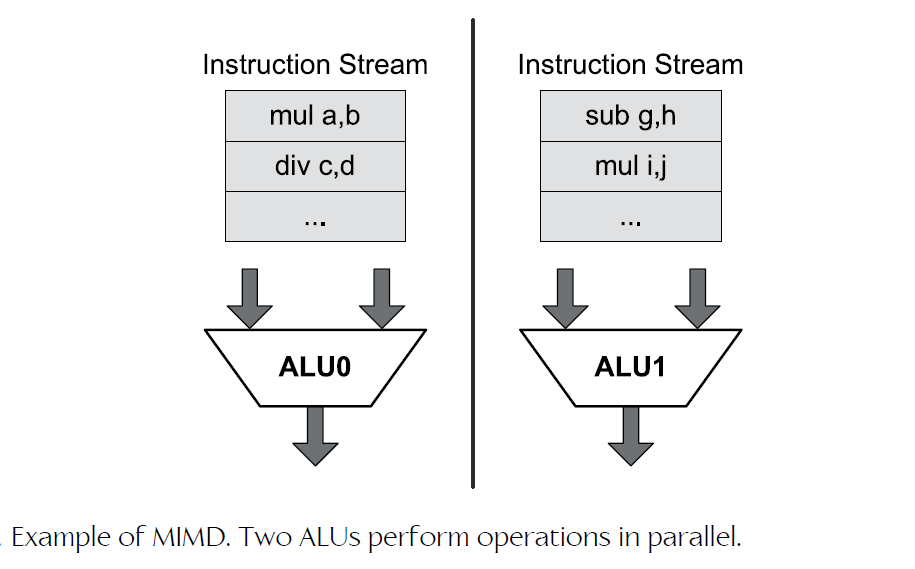 Instruction Stream
mul a,b
div c,d
...
ALU0
Instruction Stream
sub g,h
mul i,j
...
ALU1
. Example of MIMD. Two ALUs perform operations in parallel.